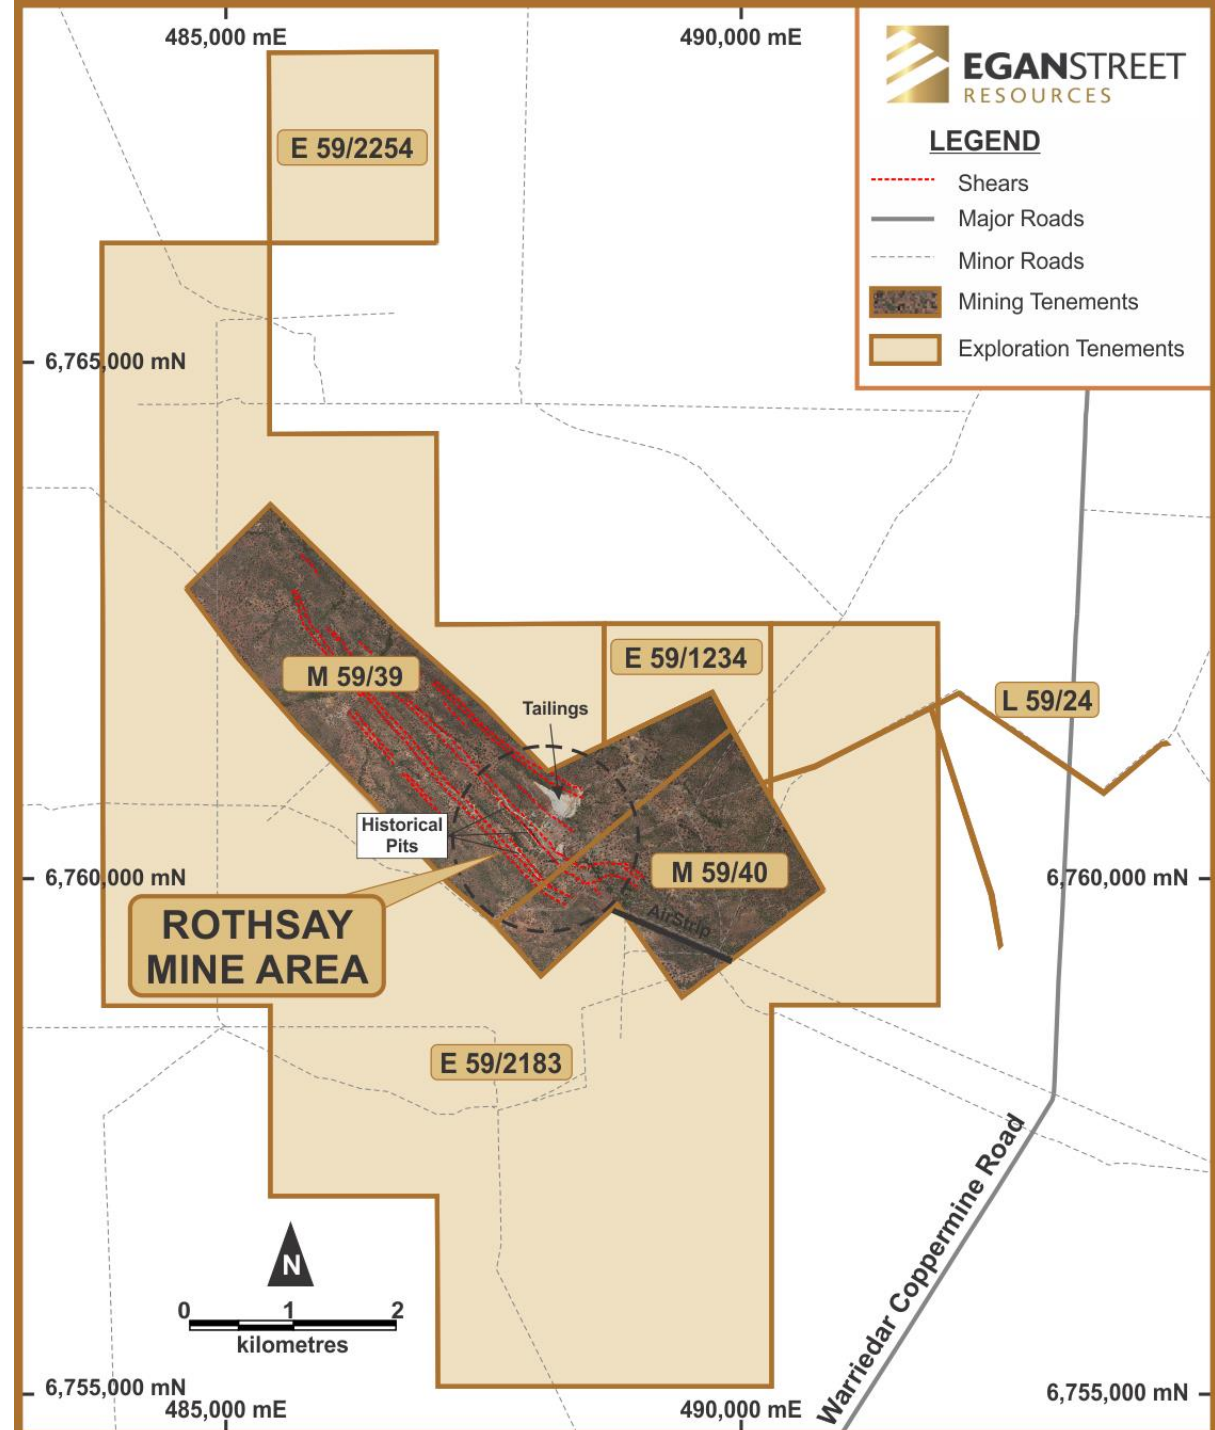 485,000 mE
490,000 mE
EGANSTREET
RESOURCES
LEGEND
Shears
Major Roads
Minor Roads
Mining Tenements
Exploration Tenements
E 59/2254
6,765,000 mN
E 59/1234
M 59/39
L 59/24
Tailings
Historical
Pits
M 59/40
6,760,000 mN
6,760,000 mN
AirStrip
ROTHSAY
MINE AREA
E 59/2183
Warriedar Coppermine Road
N
0 1 2
kilometres
6,755,000 mN
6,755,000 mN
485,000 mE
490,000 mE